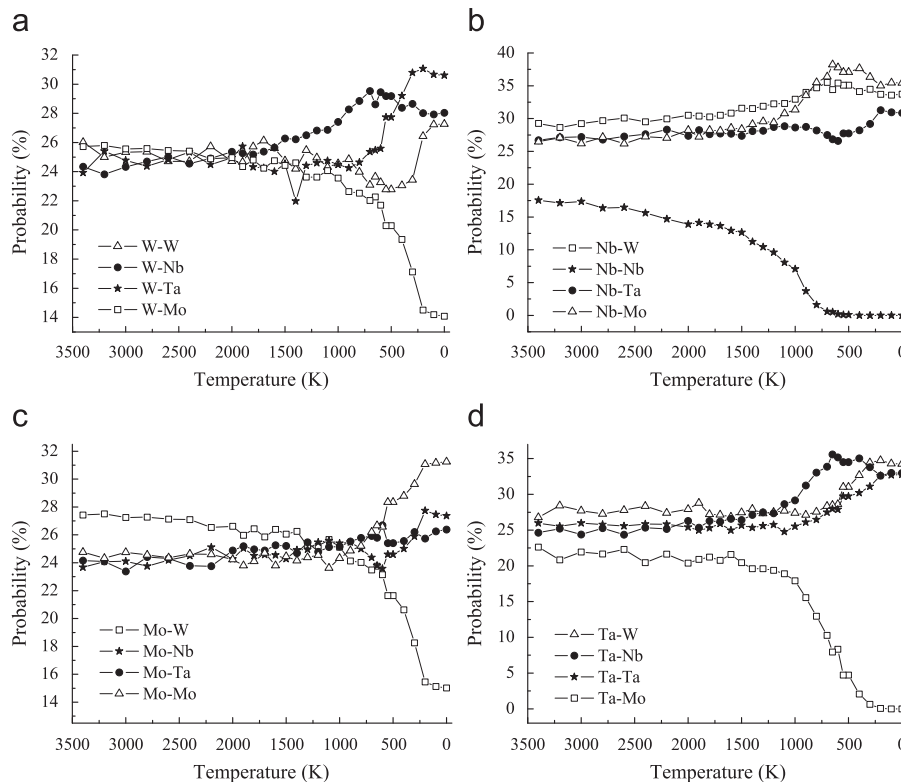 a
32
30
28
26
24
22
20
18
16
14
Probability (%)
W-W
W-Nb
W-Ta
W-Mo
3500 3000 2500 2000 1500 1000 500 0
Temperature (K)
b
40
35
30
25
20
15
10
5
0
Probability (%)
Nb-W
Nb-Nb
Nb-Ta
Nb-Mo
3500 3000 2500 2000 1500 1000 500 0
Temperature (K)
c
32
30
28
26
24
22
20
18
16
14
Probability (%)
Mo-W
Mo-Nb
Mo-Ta
Mo-Mo
3500 3000 2500 2000 1500 1000 500 0
Temperature (K)
d
35
30
25
20
15
10
5
0
Probability (%)
Ta-W
Ta-Nb
Ta-Ta
Ta-Mo
3500 3000 2500 2000 1500 1000 500 0
Temperature (K)